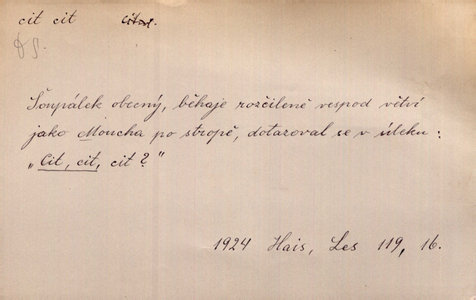 cit cit
Šoupálek obecný, běhaje rozčileně vespod větví
jako Moucha po stropě, dotazoval se v úleku:
„Cit, cit, cit?"
1924 Hais, Les 119, 16.